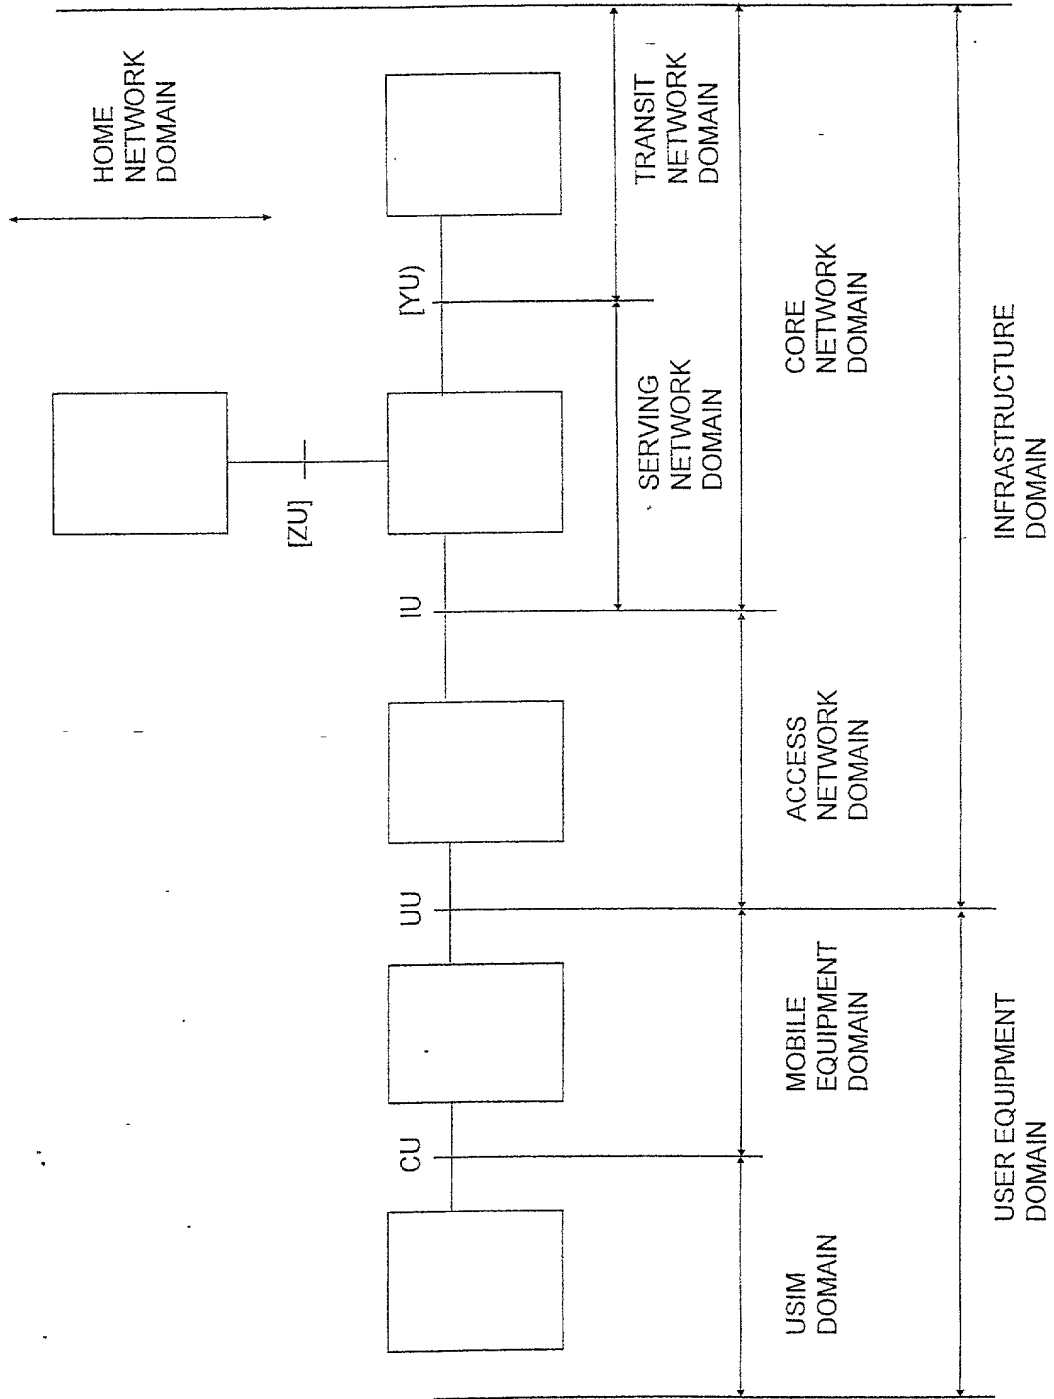 HOME
NETWORK
DOMAIN
[ZU]
CU
UU
IU
[YU)
SERVING
NETWORK
DOMAIN
TRANSIT
NETWORK
DOMAIN
USIM
DOMAIN
MOBILE
EQUIPMENT
DOMAIN
ACCESS
NETWORK
DOMAIN
CORE
NETWORK
DOMAIN
USER EQUIPMENT
DOMAIN
INFRASTRUCTURE
DOMAIN